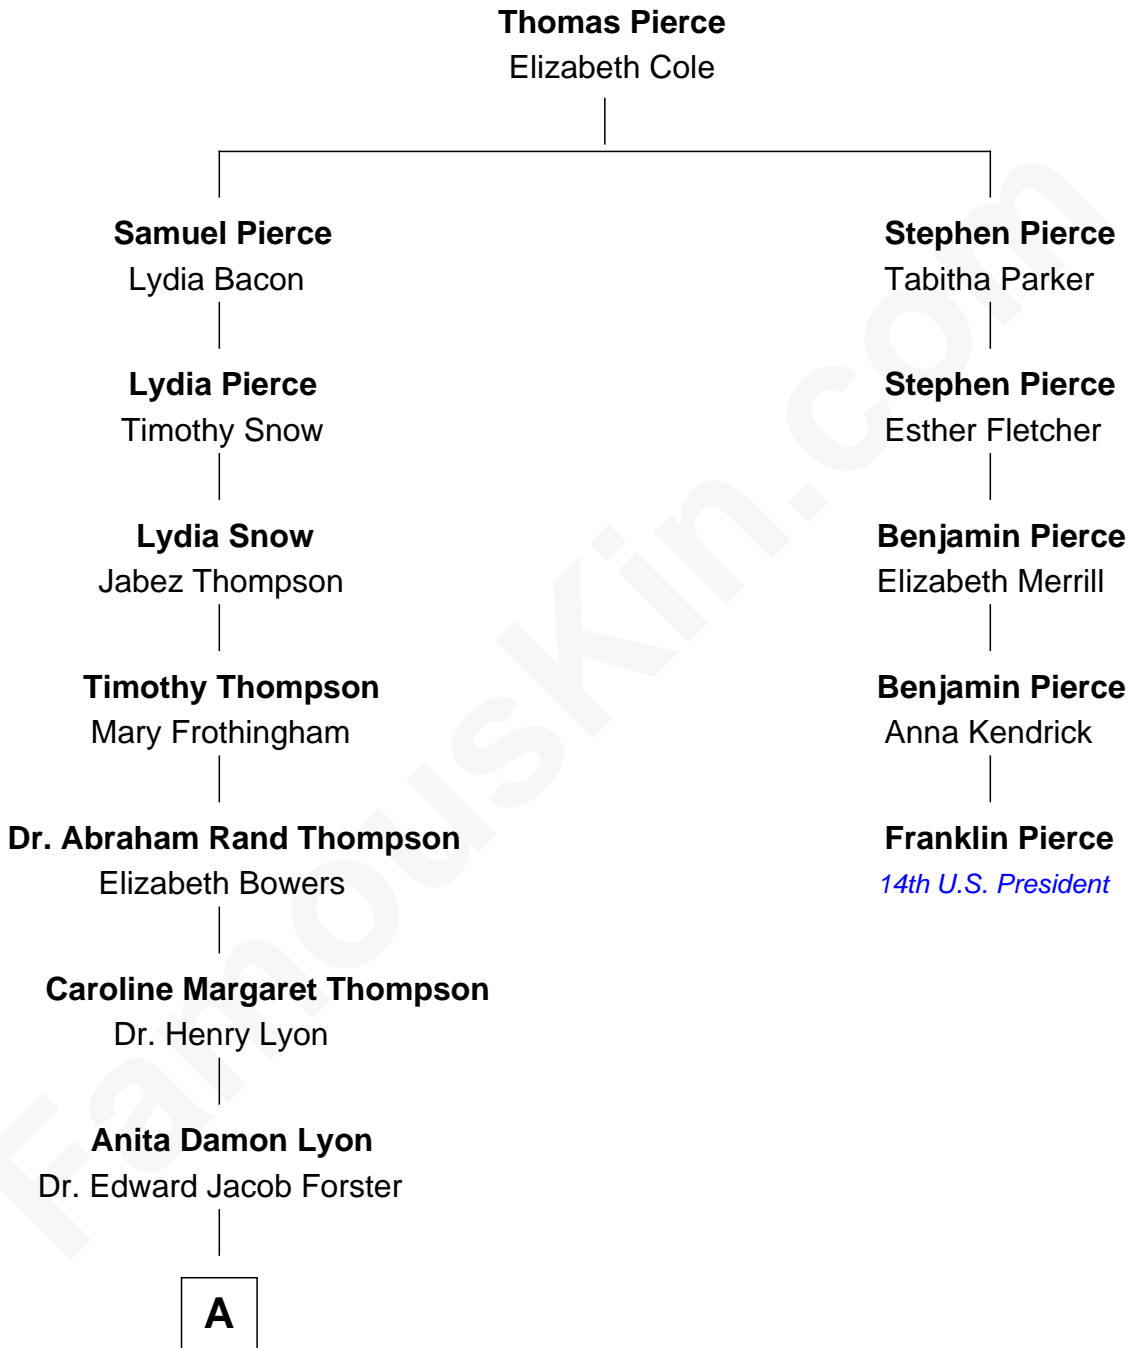 Thomas Pierce
Elizabeth Cole
Samuel Pierce
Lydia Bacon
Lydia Pierce
Timothy Snow
Lydia Snow
Jabez Thompson
Timothy Thompson
Mary Frothingham
Dr. Abraham Rand Thompson
Elizabeth Bowers
Caroline Margaret Thompson
Dr. Henry Lyon
Anita Damon Lyon
Dr. Edward Jacob Forster
A
Stephen Pierce
Tabitha Parker
Stephen Pierce
Esther Fletcher
Benjamin Pierce
Elizabeth Merrill
Benjamin Pierce
Anna Kendrick
Franklin Pierce
14th U.S. President
FamousKin.com